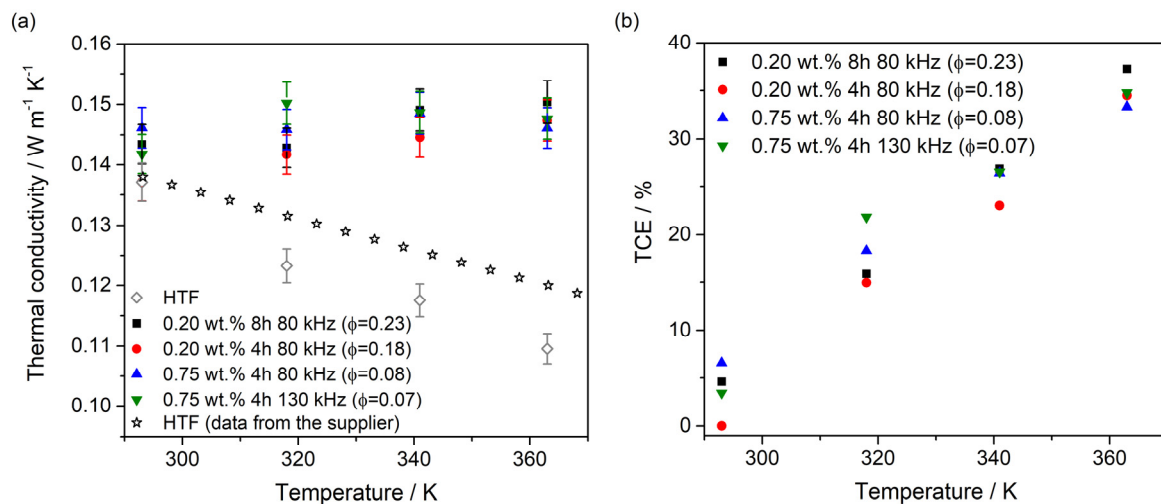 (a)
0.16
0.15
0.14
0.13
0.12
0.11
0.10
Thermal conductivity / W m⁻¹ K⁻¹
HTF
0.20 wt.% 8h 80 kHz (ϕ=0.23)
0.20 wt.% 4h 80 kHz (ϕ=0.18)
0.75 wt.% 4h 80 kHz (ϕ=0.08)
0.75 wt.% 4h 130 kHz (ϕ=0.07)
HTF (data from the supplier)
300 320 340 360
Temperature / K
(b)
40
30
20
10
0
TCE / %
0.20 wt.% 8h 80 kHz (ϕ=0.23)
0.20 wt.% 4h 80 kHz (ϕ=0.18)
0.75 wt.% 4h 80 kHz (ϕ=0.08)
0.75 wt.% 4h 130 kHz (ϕ=0.07)
300 320 340 360
Temperature / K